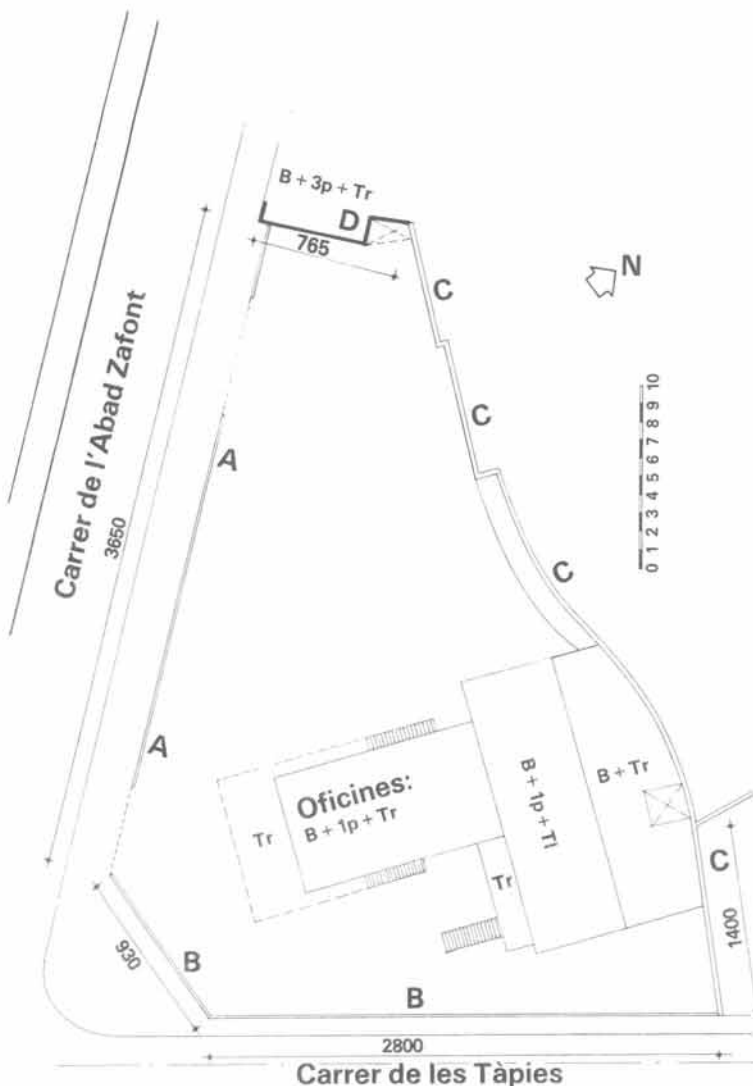 B + 3p + Tr
D
765
N
C
Carrer de l'Abad Zafont
3650
C
A
0 1 2 3 4 5 6 7 8 9 10
C
A
Oficines:
B + 1p + Tr
Tr
B + 1p + Tl
B + Tr
Tr
C
1400
930
B
B
2800
Carrer de les Tàpies